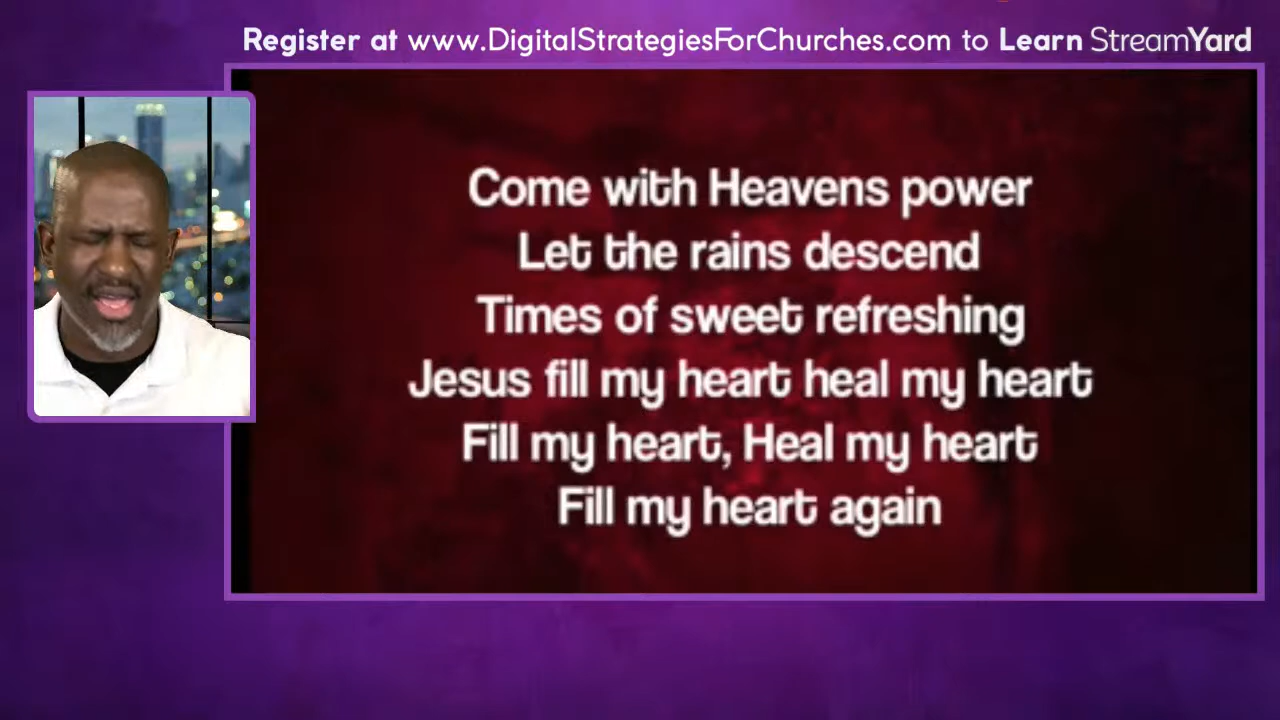 Register at www.DigitalStrategiesForChurches.com to Learn StreamYard
Come with Heavens power
Let the rains descend
Times of sweet refreshing
Jesus fill my heart heal my heart
Fill my heart, Heal my heart
Fill my heart again